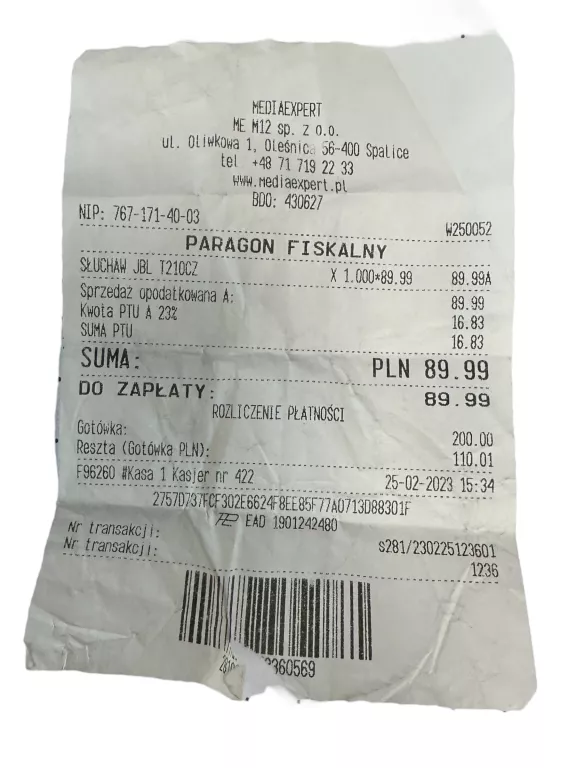 MEDIAEXPERT
ME M12 sp. z o.o.
ul. Oliwkowa 1, Oleśnica 56-400 Spalice
tel. +48 71 719 22 33
www.mediaexpert.pl
BDO: 430627
NIP: 767-171-40-03 W250052
PARAGON FISKALNY
SŁUCHAW JBL T210CZ X 1.000*89.99 89.99A
Sprzedaż opodatkowana A: 89.99
Kwota PTU A 23% 16.83
SUMA PTU 16.83
SUMA: PLN 89.99
DO ZAPŁATY: 89.99
ROZLICZENIE PŁATNOŚCI
Gotówka: 200.00
Reszta (Gotówka PLN): 110.01
F96260 #Kasa 1 Kasjer nr 422 25-02-2023 15:34
2757D737FCF302E6624F8EE85F77A0713D88301F
EAD 1901242480
Nr transakcji: S281/230225123601
Nr transakcji: 1236